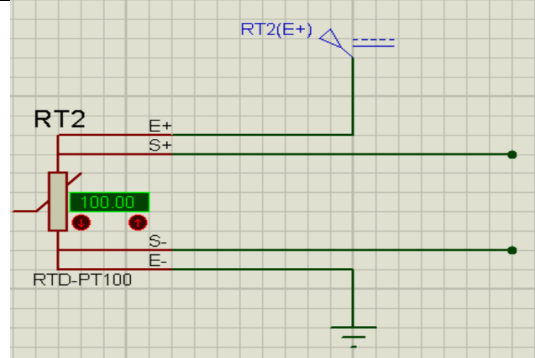 RT2(E+)
RT2
E+
S+
100.00
S-
E-
RTD-PT100